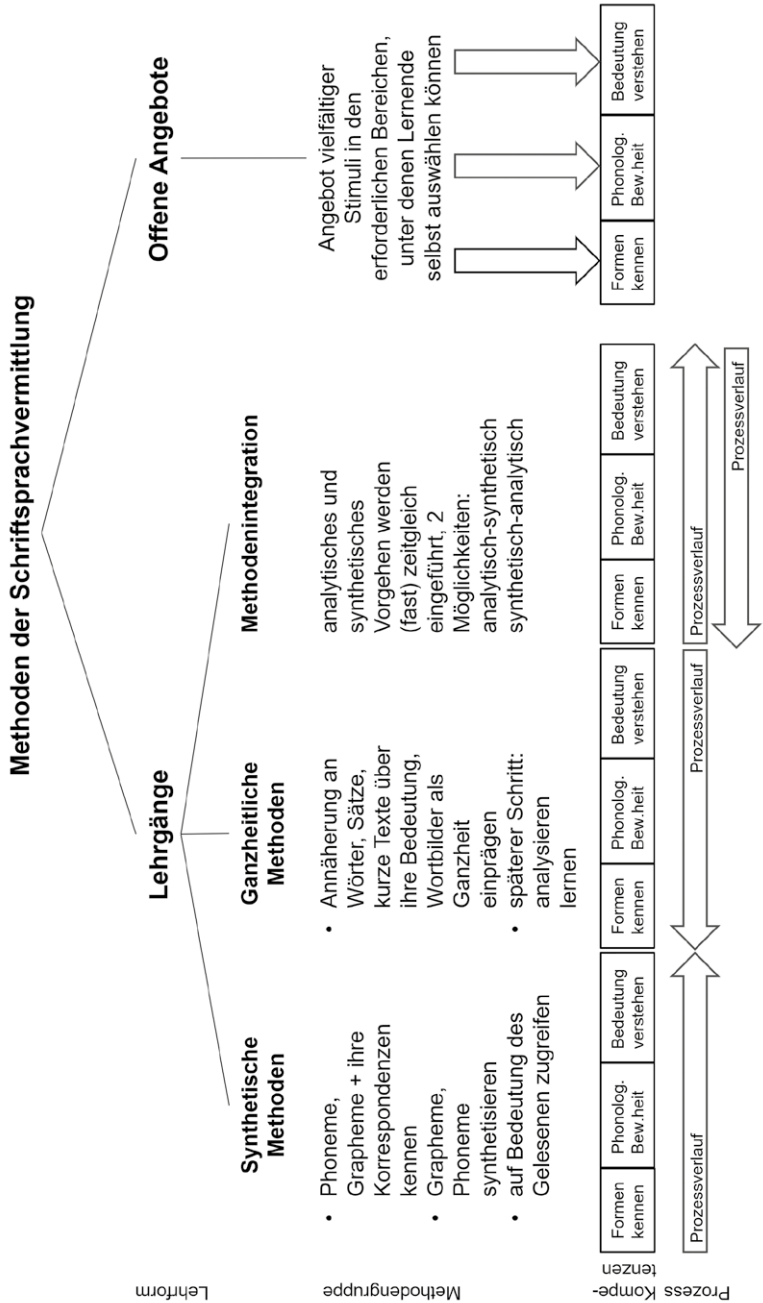 Methoden der Schriftsprachvermittlung
Lehrform
Lehrgänge
Offene Angebote
Methodengruppe
Synthetische
Methoden
• Phoneme,
Grapheme + ihre
Korrespondenzen
kennen
• Grapheme,
Phoneme
synthetisieren
• auf Bedeutung des
Gelesenen zugreifen
Ganzheitliche
Methoden
• Annäherung an
Wörter, Sätze,
kurze Texte über
ihre Bedeutung,
Wortbilder als
Ganzheit
einprägen
• späterer Schritt:
analysieren
lernen
Methodenintegration
analytisches und
synthetisches
Vorgehen werden
(fast) zeitgleich
eingeführt, 2
Möglichkeiten:
analytisch-synthetisch
synthetisch-analytisch
Angebot vielfältiger
Stimuli in den
erforderlichen Bereichen,
unter denen Lernende
selbst auswählen können
Kompe-
tenzen
Formen
kennen
Phonolog.
Bew.heit
Bedeutung
verstehen
Formen
kennen
Phonolog.
Bew.heit
Bedeutung
verstehen
Formen
kennen
Phonolog.
Bew.heit
Bedeutung
verstehen
Formen
kennen
Phonolog.
Bew.heit
Bedeutung
verstehen
Prozess
Prozessverlauf
Prozessverlauf
Prozessverlauf
Prozessverlauf